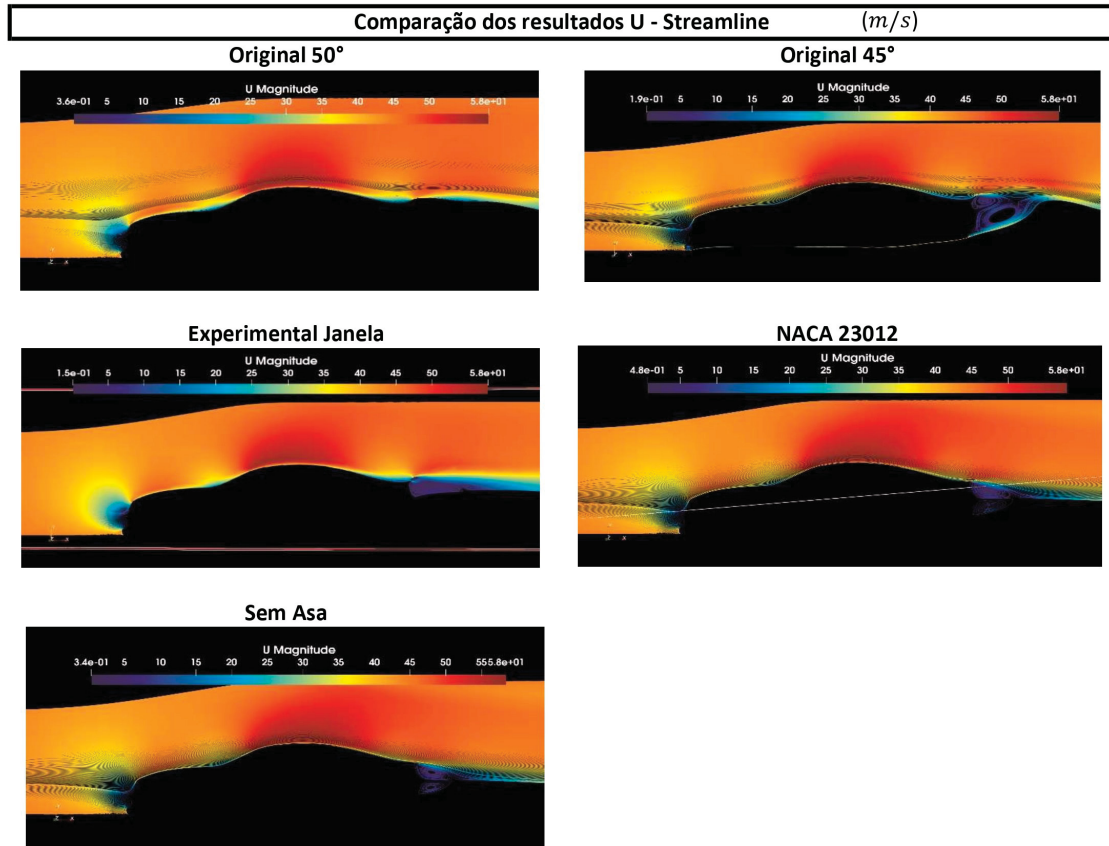 Comparação dos resultados U - Streamline (m/s)
Original 50°
U Magnitude
3.6e-01 5 10 15 20 25 30 35 40 45 50 5.8e+01
Original 45°
U Magnitude
1.9e-01 5 10 15 20 25 30 35 40 45 50 5.8e+01
Experimental Janela
U Magnitude
1.5e-01 5 10 15 20 25 30 35 40 45 50 5.8e+01
NACA 23012
U Magnitude
4.8e-01 5 10 15 20 25 30 35 40 45 50 5.8e+01
Sem Asa
U Magnitude
3.4e-01 5 10 15 20 25 30 35 40 45 50 555.8e+01